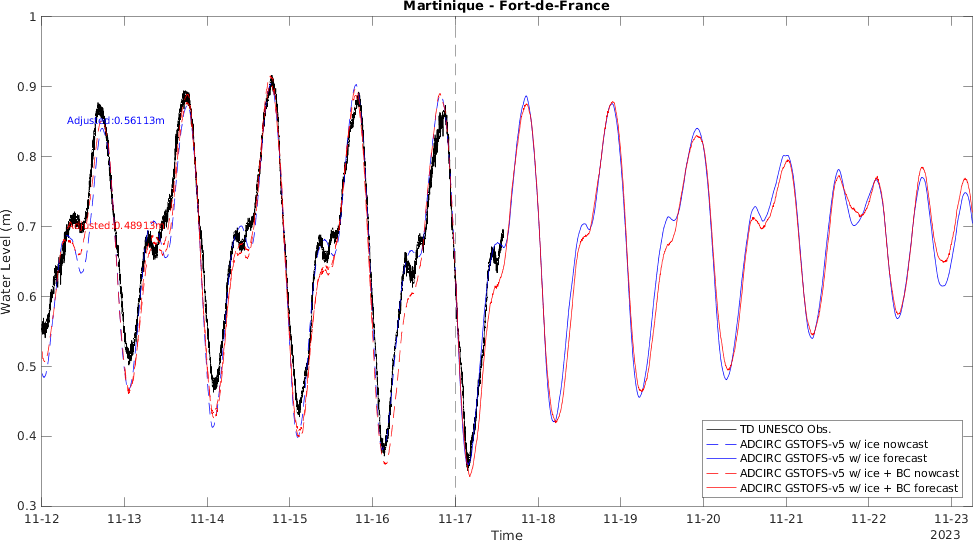 Martinique - Fort-de-France
Water Level (m)
1
0.9
0.8
0.7
0.6
0.5
0.4
0.3
Adjusted:0.56113m
Adjusted:0.48913m
TD UNESCO Obs.
ADCIRC GSTOFS-v5 w/ ice nowcast
ADCIRC GSTOFS-v5 w/ ice forecast
ADCIRC GSTOFS-v5 w/ ice + BC nowcast
ADCIRC GSTOFS-v5 w/ ice + BC forecast
11-12 11-13 11-14 11-15 11-16 11-17 11-18 11-19 11-20 11-21 11-22 11-23
Time
2023